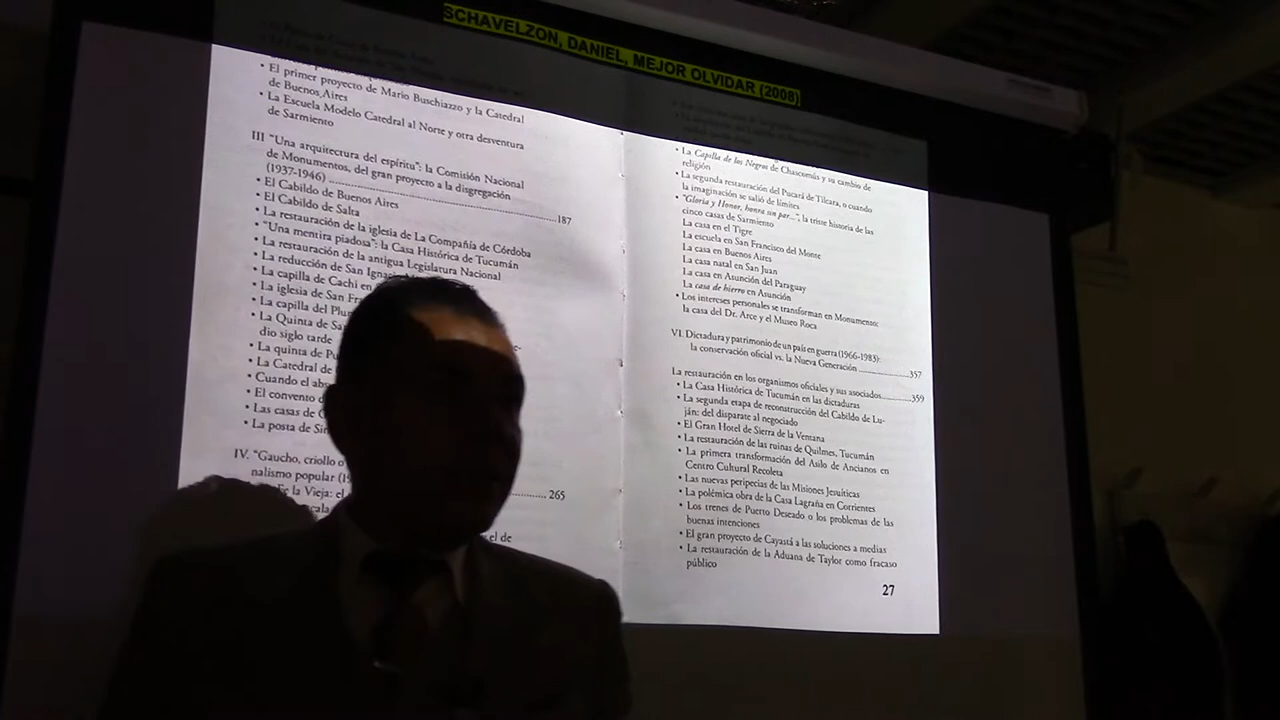 SCHAVELZON, DANIEL, MEJOR OLVIDAR (2008)
• El primer proyecto de Mario Buschiazzo y la Catedral
de Buenos Aires
• La Escuela Modelo Catedral al Norte y otra desventura
de Sarmiento
III "Una arquitectura del espíritu": la Comisión Nacional
de Monumentos, del gran proyecto a la disgregación
(1937-1946) ............ 187
• El Cabildo de Buenos Aires
• El Cabildo de Salta
• La restauración de la iglesia de La Compañía de Córdoba
• "Una mentira piadosa": la Casa Histórica de Tucumán
• La restauración de la antigua Legislatura Nacional
• La reducción de San
• La capilla de Cachi en
• La iglesia de San
• La capilla del
• La Quinta de
dio siglo tarde
• La quinta de
• La Catedral de
• Cuando el
• El convento
• Las casas de
• La posta de
IV. "Gaucho, criollo o
nalismo popular
la Vieja: el
............ 265
el de
• La Capilla de los Negros de Chascomús y su cambio de
religión
• La segunda restauración del Pucará de Tilcara, o cuando
la imaginación se salió de límites
• "Gloria y Honor, honra sin par...", la triste historia de las
cinco casas de Sarmiento
La casa en el Tigre
La escuela en San Francisco del Monte
La casa en Buenos Aires
La casa natal en San Juan
La casa en Asunción del Paraguay
La casa de hierro en Asunción
• Los intereses personales se transforman en Monumentos:
la casa del Dr. Arce y el Museo Roca
VI. Dictadura y patrimonio de un país en guerra (1966-1983):
la conservación oficial vs. la Nueva Generación ............ 357
La restauración en los organismos oficiales y sus asociados ............ 359
• La Casa Histórica de Tucumán en las dictaduras
• La segunda etapa de reconstrucción del Cabildo de Lu-
ján: del disparate al negociado
• El Gran Hotel de Sierra de la Ventana
• La restauración de las ruinas de Quilmes, Tucumán
• La primera transformación del Asilo de Ancianos en
Centro Cultural Recoleta
• Las nuevas peripecias de las Misiones Jesuíticas
• La polémica obra de la Casa Lagraña en Corrientes
• Los trenes de Puerto Deseado o los problemas de las
buenas intenciones
• El gran proyecto de Cayastá a las soluciones a medias
• La restauración de la Aduana de Taylor como fracaso
público
27